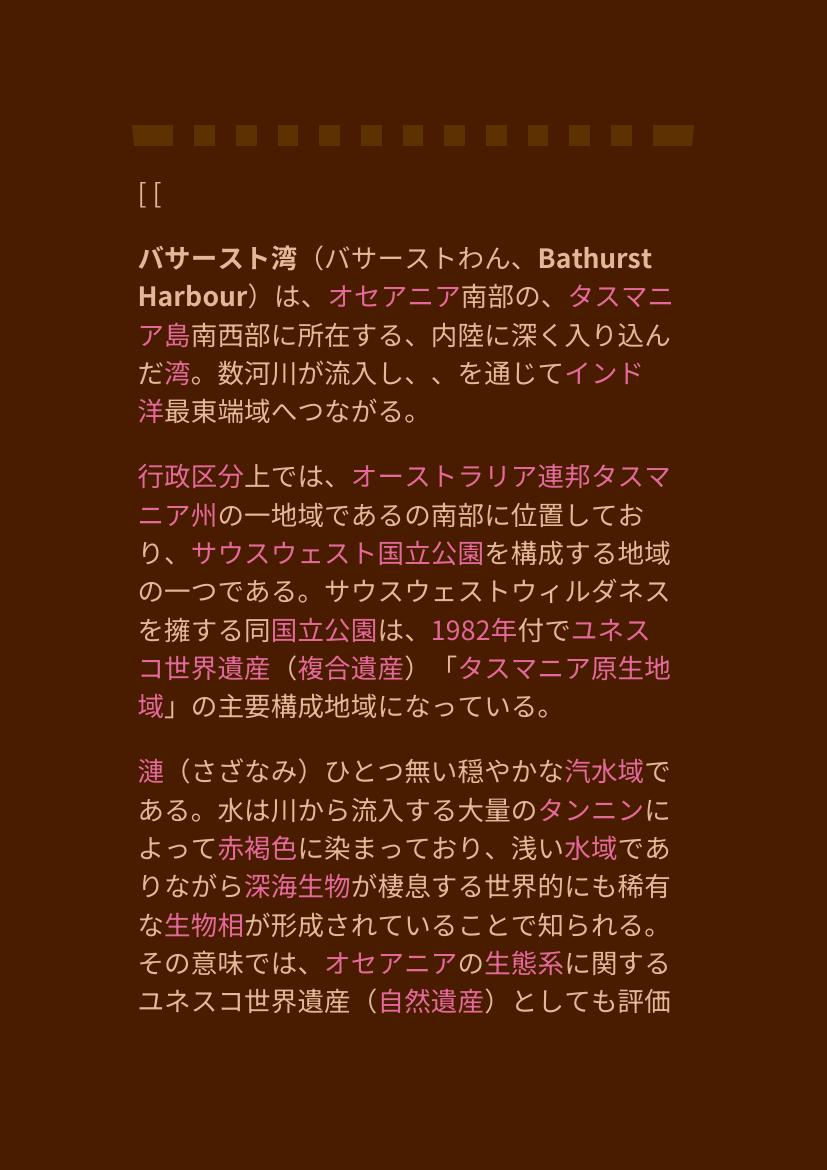 [ [
バサースト湾（バサーストわん、Bathurst
Harbour）は、オセアニア南部の、タスマニ
ア島南西部に所在する、内陸に深く入り込ん
だ湾。数河川が流入し、、を通じてインド
洋最東端域へつながる。
行政区分上では、オーストラリア連邦タスマ
ニア州の一地域であるの南部に位置してお
り、サウスウェスト国立公園を構成する地域
の一つである。サウスウェストウィルダネス
を擁する同国立公園は、1982年付でユネス
コ世界遺産（複合遺産）「タスマニア原生地
域」の主要構成地域になっている。
漣（さざなみ）ひとつ無い穏やかな汽水域で
ある。水は川から流入する大量のタンニンに
よって赤褐色に染まっており、浅い水域であ
りながら深海生物が棲息する世界的にも稀有
な生物相が形成されていることで知られる。
その意味では、オセアニアの生態系に関する
ユネスコ世界遺産（自然遺産）としても評価